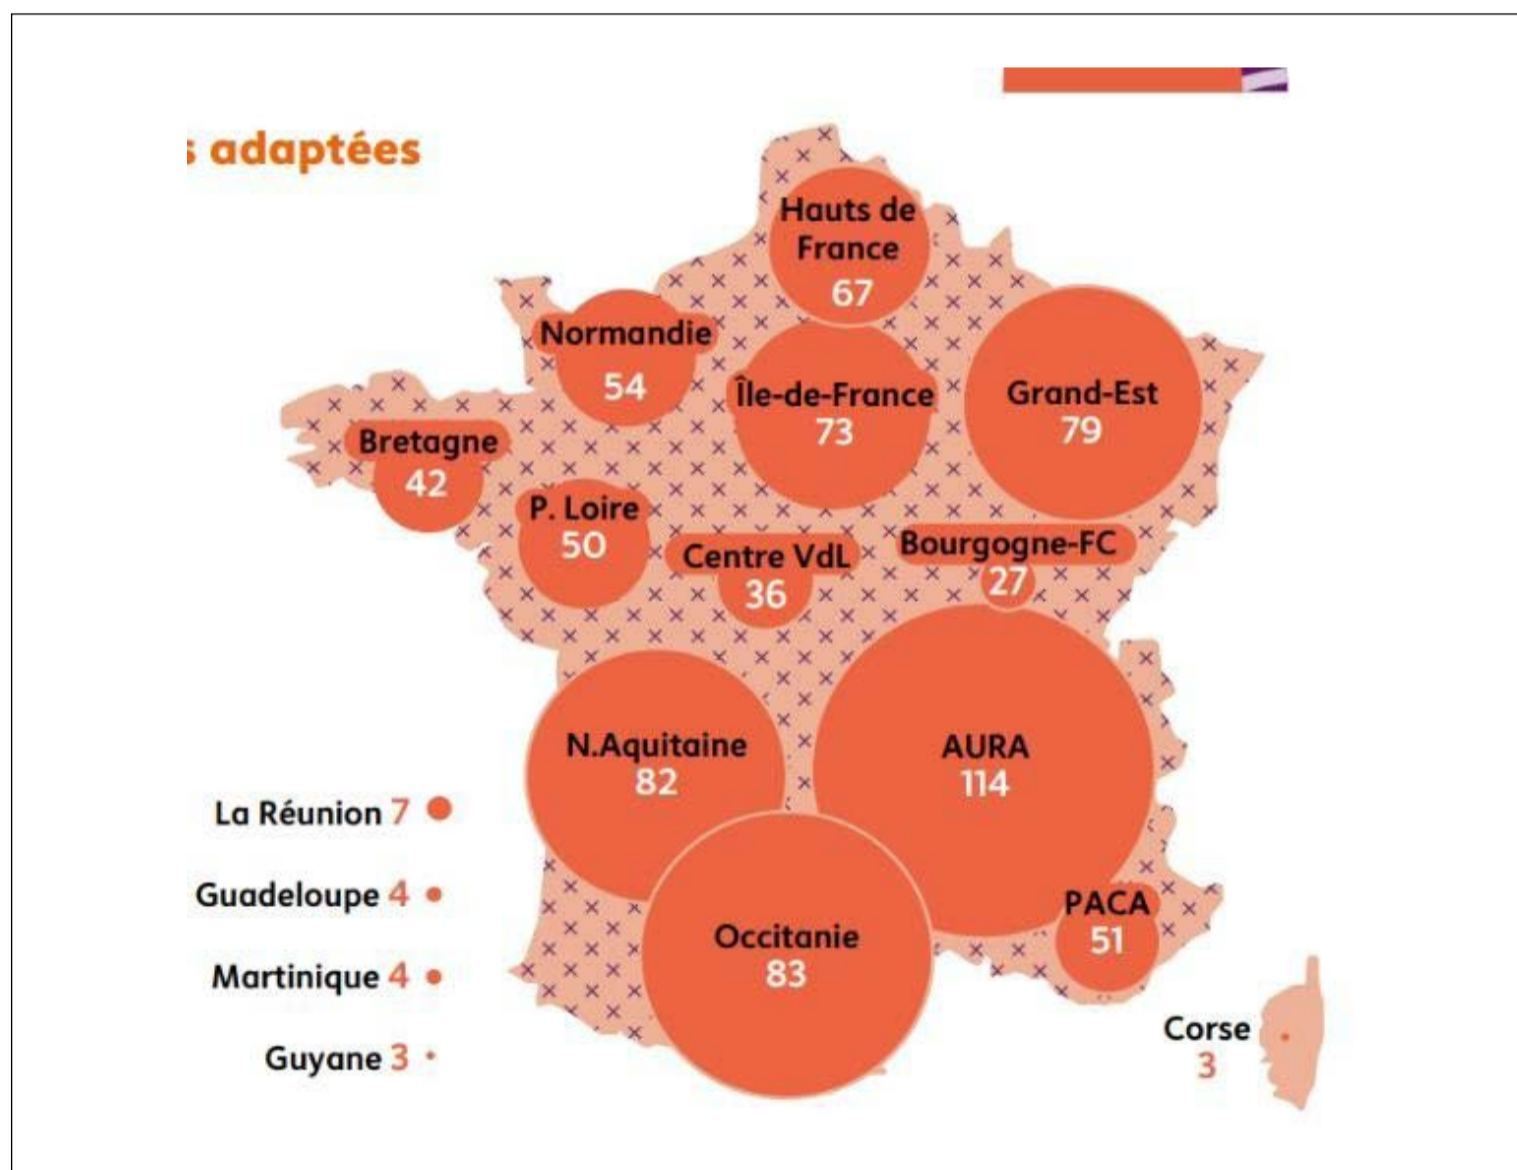 s adaptées
Hauts de
France
67
Normandie
54
Île-de-France
73
Grand-Est
79
Bretagne
42
P. Loire
50
Centre VdL
36
Bourgogne-FC
27
N.Aquitaine
82
AURA
114
La Réunion 7
Guadeloupe 4
Martinique 4
Guyane 3
Occitanie
83
PACA
51
Corse
3